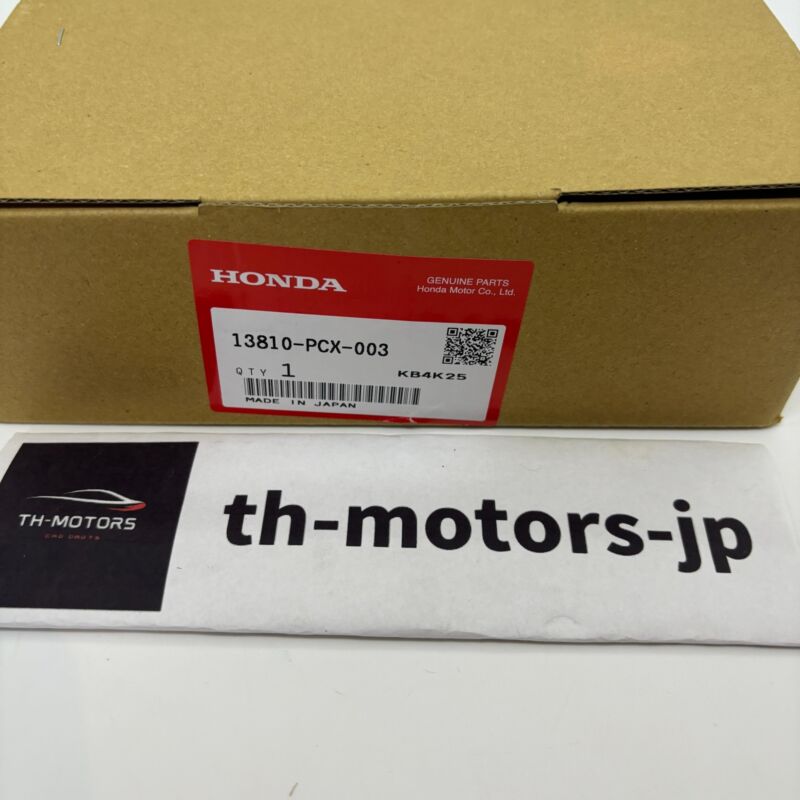 HONDA
GENUINE PARTS
Honda Motor Co., Ltd.
13810-PCX-003
QTY 1
KB4K25
MADE IN JAPAN
TH-MOTORS
th-motors-jp